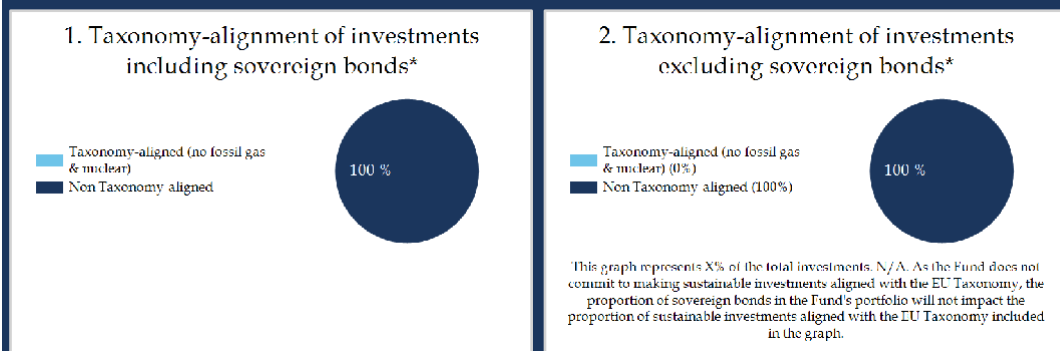 1. Taxonomy-alignment of investments
including sovereign bonds*
Taxonomy-aligned (no fossil gas
& nuclear)
Non Taxonomy-aligned
100 %
2. Taxonomy-alignment of investments
excluding sovereign bonds*
Taxonomy-aligned (no fossil gas
& nuclear) (0%)
Non Taxonomy-aligned (100%)
100 %
This graph represents X% of the total investments. N/A. As the Fund does not
commit to making sustainable investments aligned with the EU Taxonomy, the
proportion of sovereign bonds in the Fund's portfolio will not impact the
proportion of sustainable investments aligned with the EU Taxonomy included
in the graph.